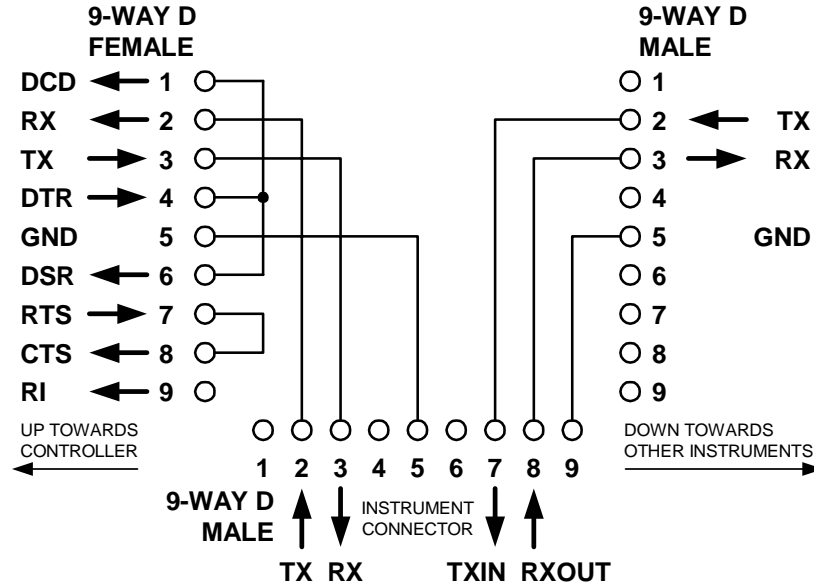 9-WAY D
FEMALE
DCD 1
RX 2
TX 3
DTR 4
GND 5
DSR 6
RTS 7
CTS 8
RI 9
UP TOWARDS
CONTROLLER
9-WAY D
MALE
1
2 TX
3 RX
4
5 GND
6
7
8
9
DOWN TOWARDS
OTHER INSTRUMENTS
1 2 3 4 5 6 7 8 9
9-WAY D
MALE
INSTRUMENT
CONNECTOR
TX RX TXIN RXOUT